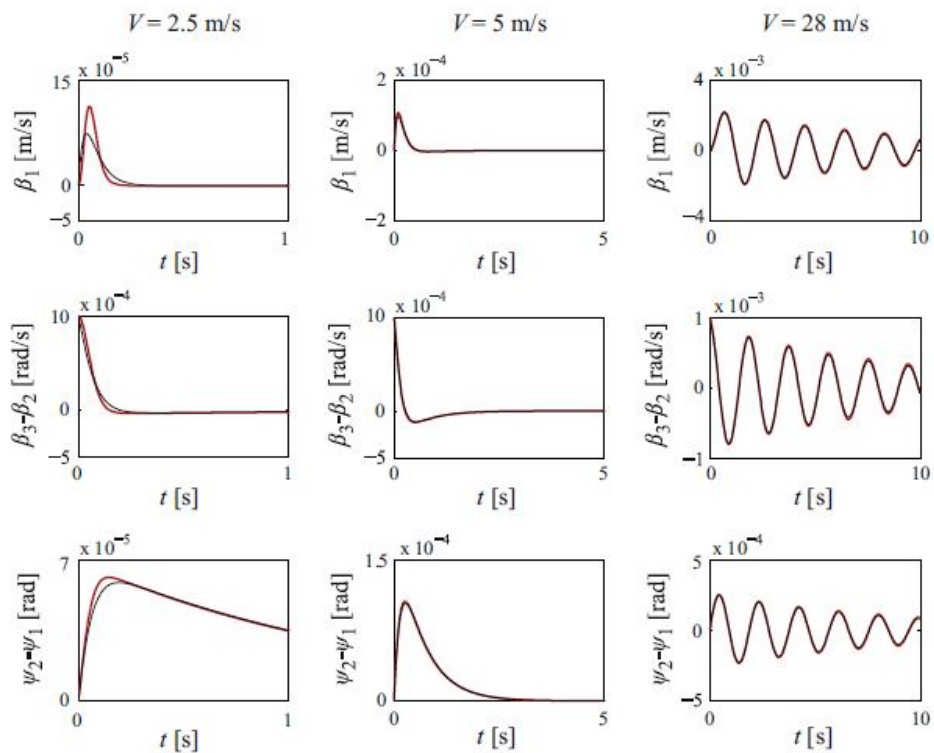 V = 2.5 m/s
V = 5 m/s
V = 28 m/s
x 10⁻⁵
15
0
−5
0
1
β₁ [m/s]
t [s]
x 10⁻⁴
2
0
−2
0
5
β₁ [m/s]
t [s]
x 10⁻³
4
0
−4
0
10
β₁ [m/s]
t [s]
x 10⁻⁴
10
0
−5
0
1
β₃-β₂ [rad/s]
t [s]
x 10⁻⁴
10
0
−5
0
5
β₃-β₂ [rad/s]
t [s]
x 10⁻³
1
0
−1
0
10
β₃-β₂ [rad/s]
t [s]
x 10⁻⁵
7
0
0
1
ψ₂-ψ₁ [rad]
t [s]
x 10⁻⁴
1.5
0
0
5
ψ₂-ψ₁ [rad]
t [s]
x 10⁻⁴
5
0
−5
0
10
ψ₂-ψ₁ [rad]
t [s]